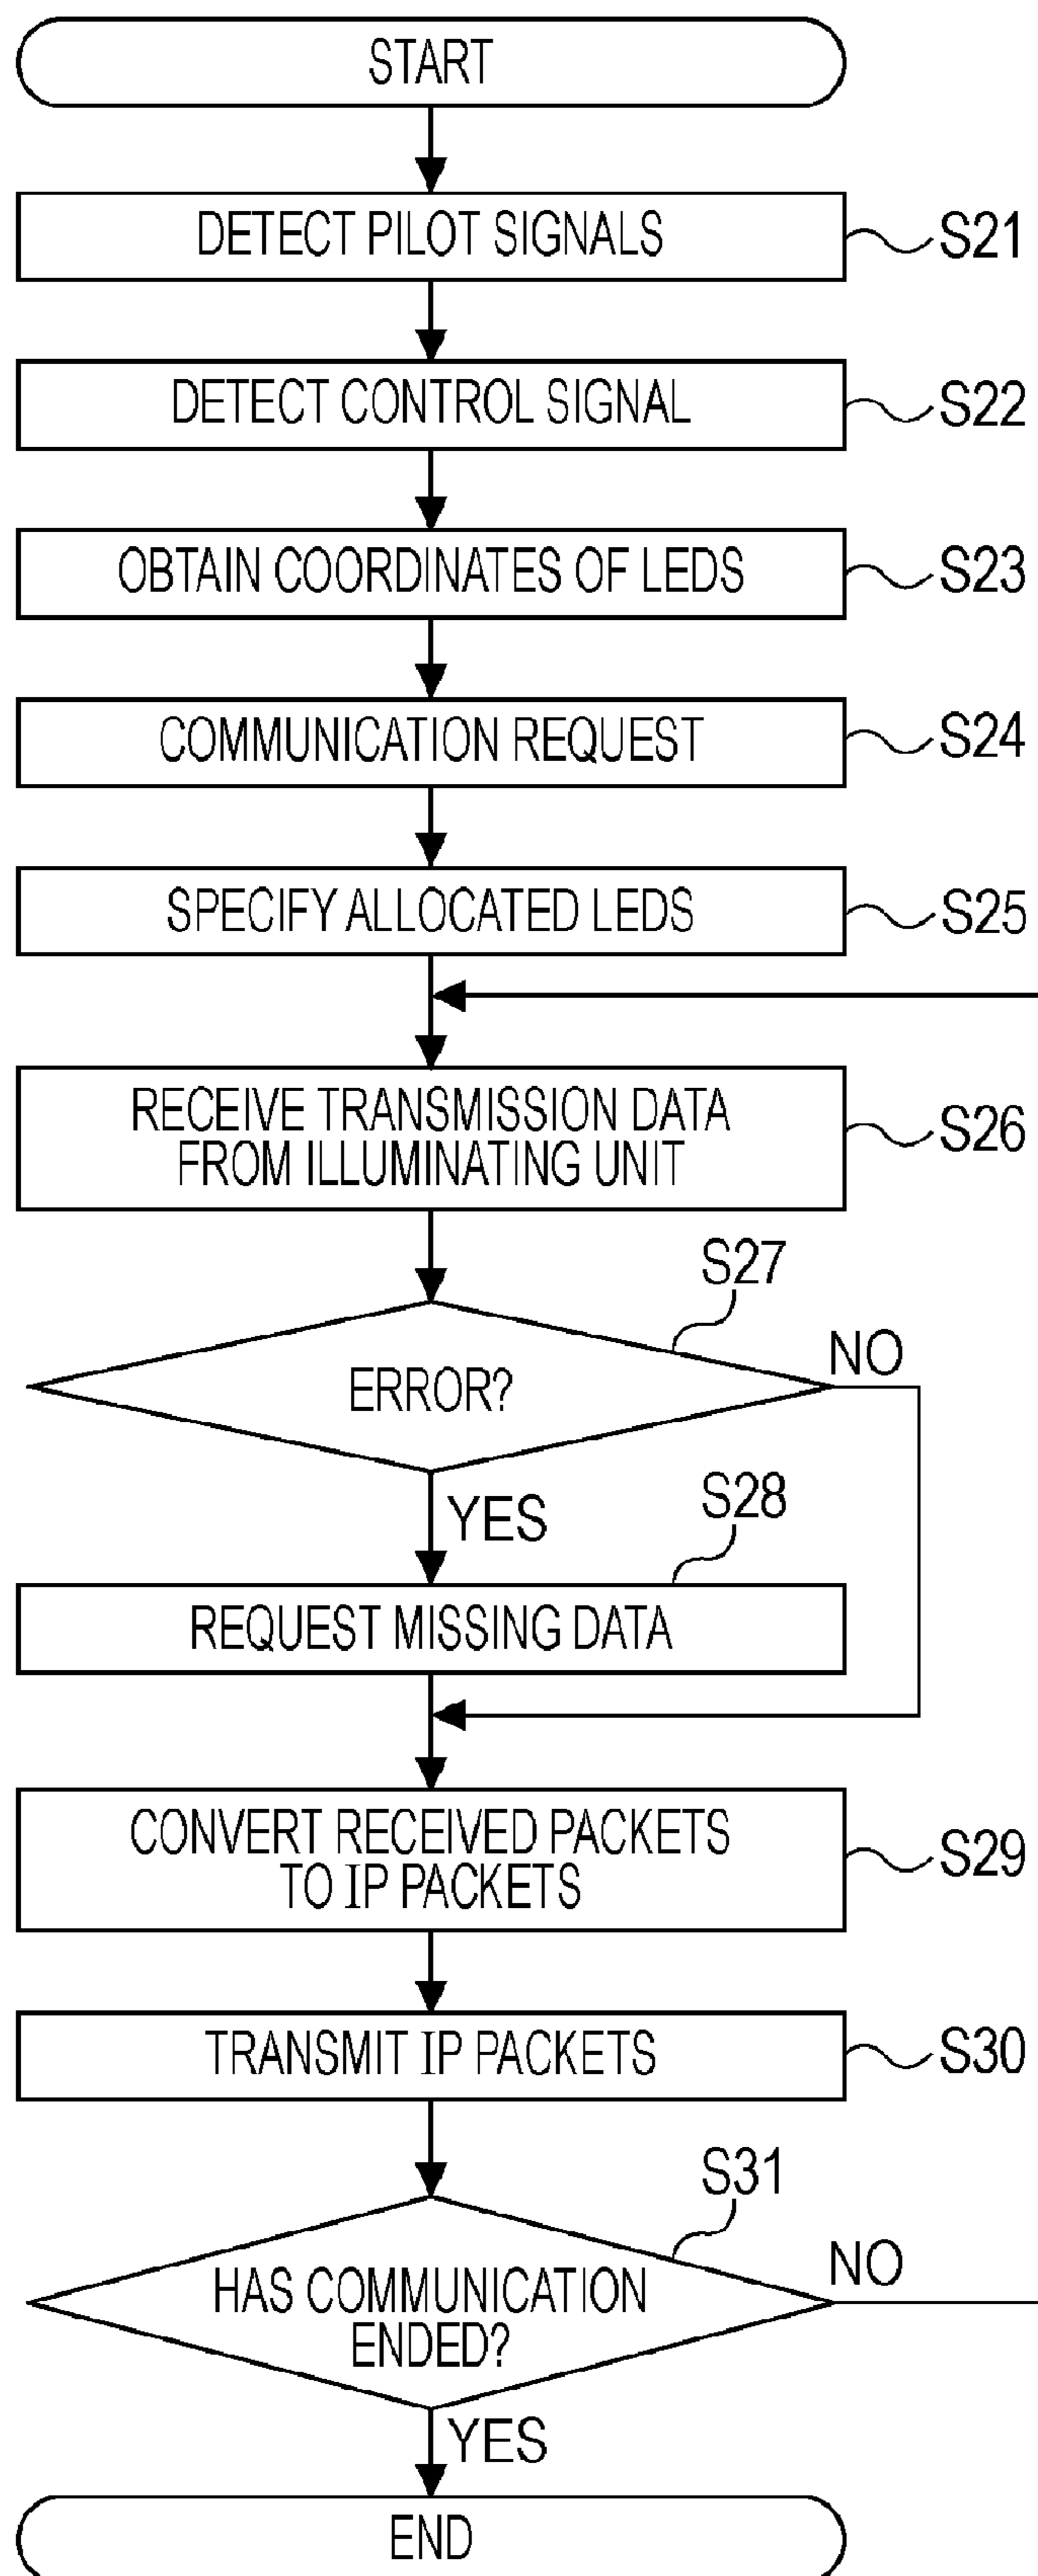 START
DETECT PILOT SIGNALS
S21
DETECT CONTROL SIGNAL
S22
OBTAIN COORDINATES OF LEDS
S23
COMMUNICATION REQUEST
S24
SPECIFY ALLOCATED LEDS
S25
RECEIVE TRANSMISSION DATA
FROM ILLUMINATING UNIT
S26
S27
ERROR?
NO
YES
S28
REQUEST MISSING DATA
CONVERT RECEIVED PACKETS
TO IP PACKETS
S29
TRANSMIT IP PACKETS
S30
S31
HAS COMMUNICATION
ENDED?
NO
YES
END